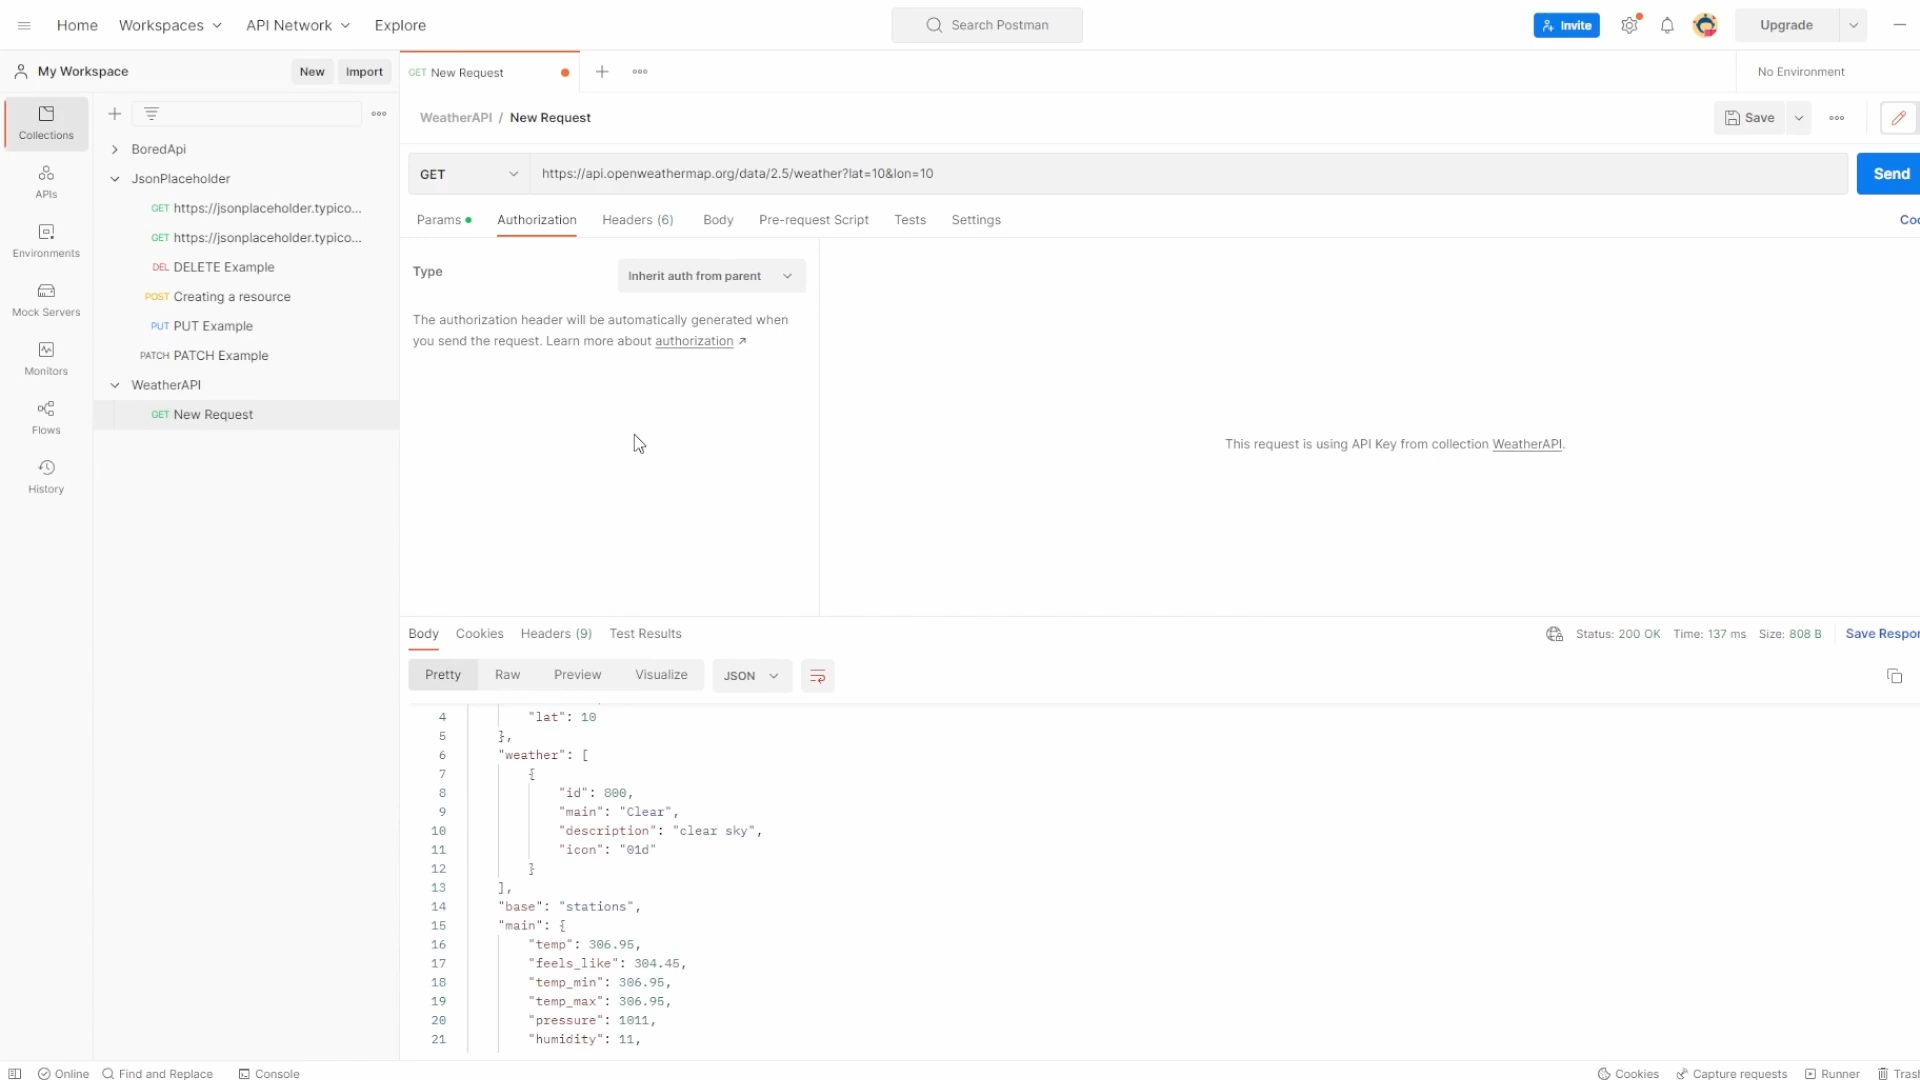 Home Workspaces API Network Explore Search Postman Invite Upgrade
My Workspace New Import GET New Request No Environment
WeatherAPI / New Request Save
Collections
APIs
Environments
Mock Servers
Monitors
Flows
History
BoredApi
JsonPlaceholder
GET https://jsonplaceholder.typico...
GET https://jsonplaceholder.typico...
DEL DELETE Example
POST Creating a resource
PUT PUT Example
PATCH PATCH Example
WeatherAPI
GET New Request
GET https://api.openweathermap.org/data/2.5/weather?lat=10&lon=10 Send
Params Authorization Headers (6) Body Pre-request Script Tests Settings Coo
Type Inherit auth from parent
The authorization header will be automatically generated when
you send the request. Learn more about authorization ↗
This request is using API Key from collection WeatherAPI.
Body Cookies Headers (9) Test Results Status: 200 OK Time: 137 ms Size: 808 B Save Respon
Pretty Raw Preview Visualize JSON
4 "lat": 10
5 },
6 "weather": [
7 {
8 "id": 800,
9 "main": "Clear",
10 "description": "clear sky",
11 "icon": "01d"
12 }
13 ],
14 "base": "stations",
15 "main": {
16 "temp": 306.95,
17 "feels_like": 304.45,
18 "temp_min": 306.95,
19 "temp_max": 306.95,
20 "pressure": 1011,
21 "humidity": 11,
Online Find and Replace Console Cookies Capture requests Runner Trash